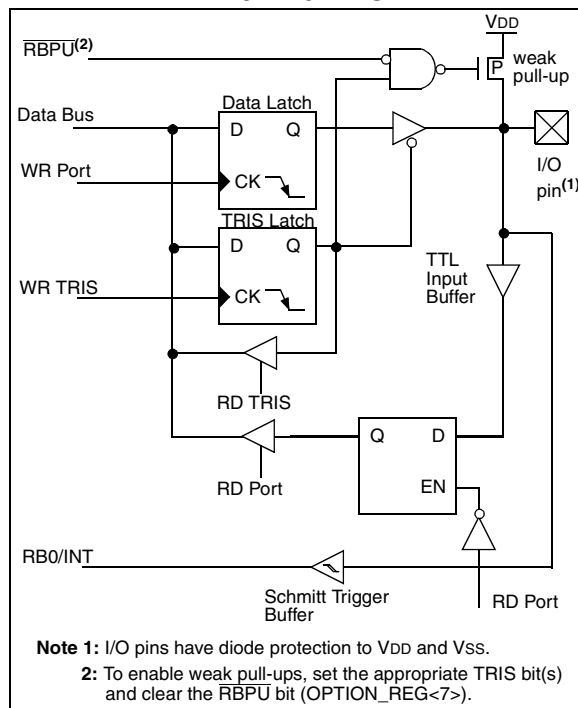 VDD
RBPU(2)
P
weak
pull-up
Data Latch
Data Bus
D
Q
I/O
pin(1)
WR Port
CK
TRIS Latch
D
Q
TTL
Input
Buffer
WR TRIS
CK
RD TRIS
Q
D
RD Port
EN
RB0/INT
Schmitt Trigger
Buffer
RD Port
Note 1: I/O pins have diode protection to VDD and VSS.
2: To enable weak pull-ups, set the appropriate TRIS bit(s)
and clear the RBPU bit (OPTION_REG<7>).